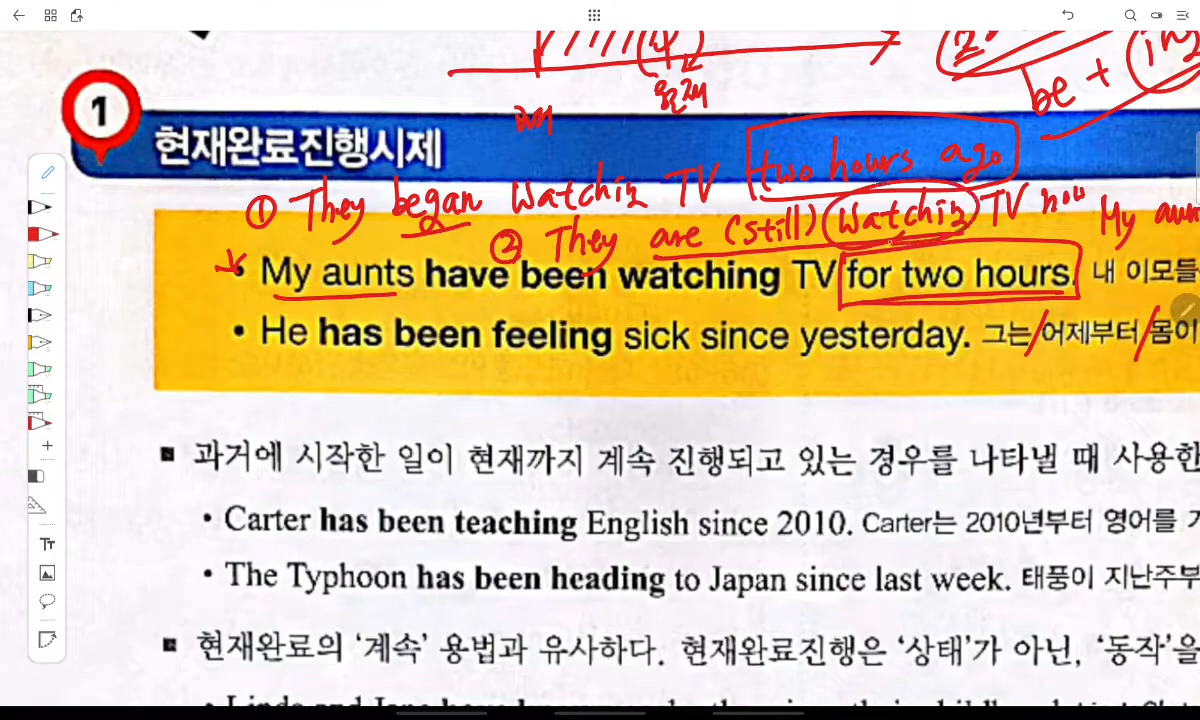 be +
현재
1
현재완료진행시제
① They began watching TV two hours ago
② They are (still) watching TV now My aun
• My aunts have been watching TV for two hours. 내 이모들
• He has been feeling sick since yesterday. 그는/어제부터/몸이
■ 과거에 시작한 일이 현재까지 계속 진행되고 있는 경우를 나타낼 때 사용한
• Carter has been teaching English since 2010. Carter는 2010년부터 영어를
• The Typhoon has been heading to Japan since last week. 태풍이 지난주부
■ 현재완료의 '계속' 용법과 유사하다. 현재완료진행은 '상태'가 아닌, '동작'을
Tт